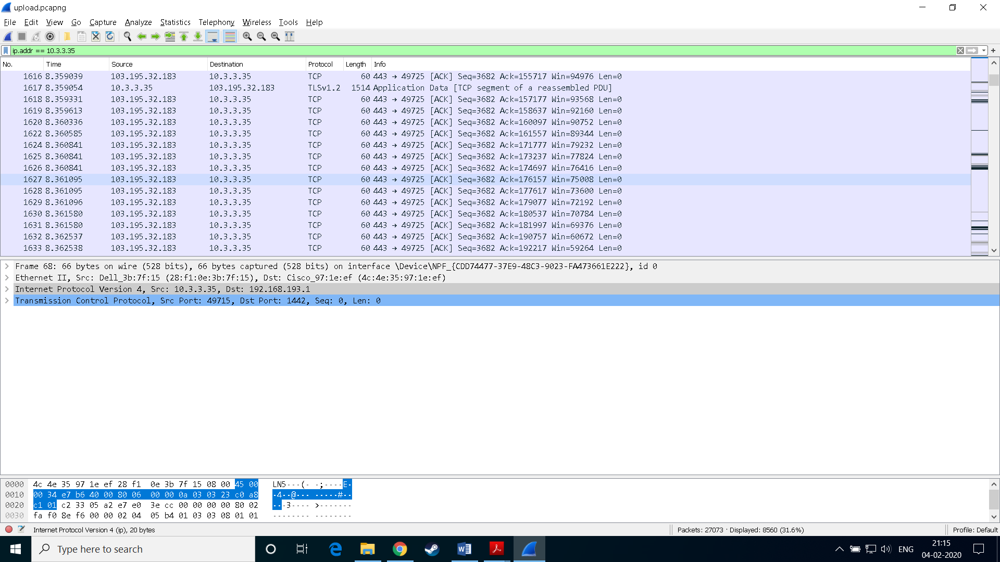 upload.pcapng
File Edit View Go Capture Analyze Statistics Telephony Wireless Tools Help
ip.addr == 10.3.3.35
No. Time Source Destination Protocol Length Info
1616 8.359039 103.195.32.183 10.3.3.35 TCP 60 443 → 49725 [ACK] Seq=3682 Ack=155717 Win=94976 Len=0
1617 8.359054 10.3.3.35 103.195.32.183 TLSv1.2 1514 Application Data [TCP segment of a reassembled PDU]
1618 8.359331 103.195.32.183 10.3.3.35 TCP 60 443 → 49725 [ACK] Seq=3682 Ack=157177 Win=93568 Len=0
1619 8.359613 103.195.32.183 10.3.3.35 TCP 60 443 → 49725 [ACK] Seq=3682 Ack=158637 Win=92160 Len=0
1620 8.360336 103.195.32.183 10.3.3.35 TCP 60 443 → 49725 [ACK] Seq=3682 Ack=160097 Win=90752 Len=0
1622 8.360585 103.195.32.183 10.3.3.35 TCP 60 443 → 49725 [ACK] Seq=3682 Ack=161557 Win=89344 Len=0
1624 8.360841 103.195.32.183 10.3.3.35 TCP 60 443 → 49725 [ACK] Seq=3682 Ack=171777 Win=79232 Len=0
1625 8.360841 103.195.32.183 10.3.3.35 TCP 60 443 → 49725 [ACK] Seq=3682 Ack=173237 Win=77824 Len=0
1626 8.360841 103.195.32.183 10.3.3.35 TCP 60 443 → 49725 [ACK] Seq=3682 Ack=174697 Win=76416 Len=0
1627 8.361095 103.195.32.183 10.3.3.35 TCP 60 443 → 49725 [ACK] Seq=3682 Ack=176157 Win=75008 Len=0
1628 8.361095 103.195.32.183 10.3.3.35 TCP 60 443 → 49725 [ACK] Seq=3682 Ack=177617 Win=73600 Len=0
1629 8.361096 103.195.32.183 10.3.3.35 TCP 60 443 → 49725 [ACK] Seq=3682 Ack=179077 Win=72192 Len=0
1630 8.361580 103.195.32.183 10.3.3.35 TCP 60 443 → 49725 [ACK] Seq=3682 Ack=180537 Win=70784 Len=0
1631 8.361580 103.195.32.183 10.3.3.35 TCP 60 443 → 49725 [ACK] Seq=3682 Ack=181997 Win=69376 Len=0
1632 8.362537 103.195.32.183 10.3.3.35 TCP 60 443 → 49725 [ACK] Seq=3682 Ack=190757 Win=60672 Len=0
1633 8.362538 103.195.32.183 10.3.3.35 TCP 60 443 → 49725 [ACK] Seq=3682 Ack=192217 Win=59264 Len=0
Frame 68: 66 bytes on wire (528 bits), 66 bytes captured (528 bits) on interface \Device\NPF_{CDD74477-37E9-48C3-9023-FA473661E222}, id 0
Ethernet II, Src: Dell_3b:7f:15 (28:f1:0e:3b:7f:15), Dst: Cisco_97:1e:ef (4c:4e:35:97:1e:ef)
Internet Protocol Version 4, Src: 10.3.3.35, Dst: 192.168.193.1
Transmission Control Protocol, Src Port: 49715, Dst Port: 1442, Seq: 0, Len: 0
0000 4c 4e 35 97 1e ef 28 f1 0e 3b 7f 15 08 00 45 00 LN5···(· ·;····E·
0010 00 34 e7 b6 40 00 80 06 00 00 0a 03 03 23 c0 a8 ·4··@··· ·····#··
0020 c1 01 c2 33 05 a2 e7 e0 3e cc 00 00 00 00 80 02 ···3···· >·······
0030 fa f0 8e f6 00 00 02 04 05 b4 01 03 03 08 01 01 ········ ········
Internet Protocol Version 4 (ip), 20 bytes
Packets: 27073 · Displayed: 8560 (31.6%)
Profile: Default
Type here to search
ENG
21:15
04-02-2020